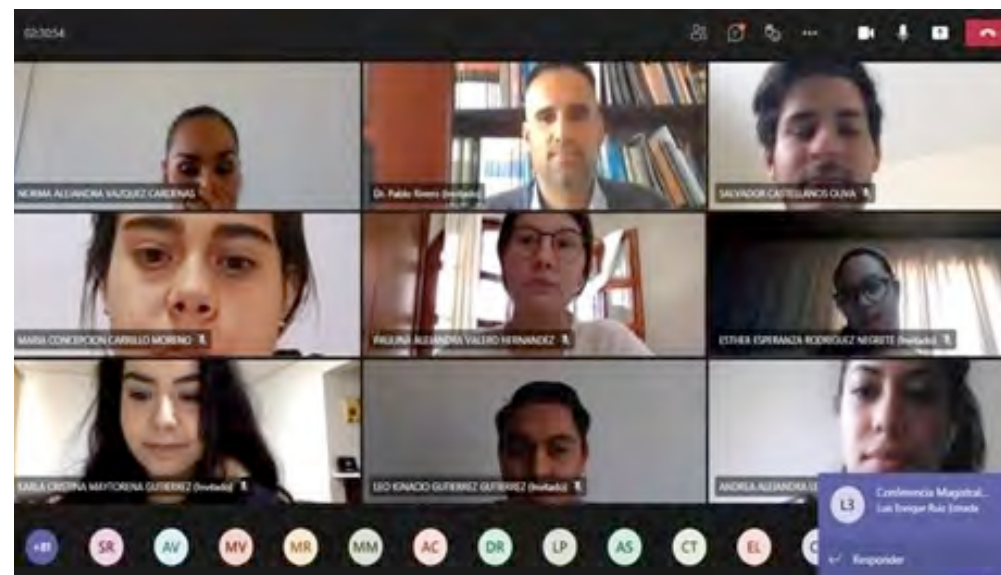 02:30:54
NORMA ALEJANDRA VAZQUEZ CARDENAS
Dr. Pablo Rivero (Invitado)
SALVADOR CASTELLANOS OLIVA
MARIA CONCEPCION CARRILLO MORENO
PAULINA ALEJANDRA VALERO HERNANDEZ
ESTHER ESPERANZA RODRIGUEZ NEGRETE (Invitado)
KARLA CRISTINA MAYTORENA GUTIERREZ (Invitado)
LEO IGNACIO GUTIERREZ GUTIERREZ (Invitado)
ANDREA ALEJANDRA
L3
Conferencia Magistral...
Luis Enrique Ruiz Estrada
Responder
+81
SR
AV
MV
MR
MM
AC
DR
LP
AS
CT
EL